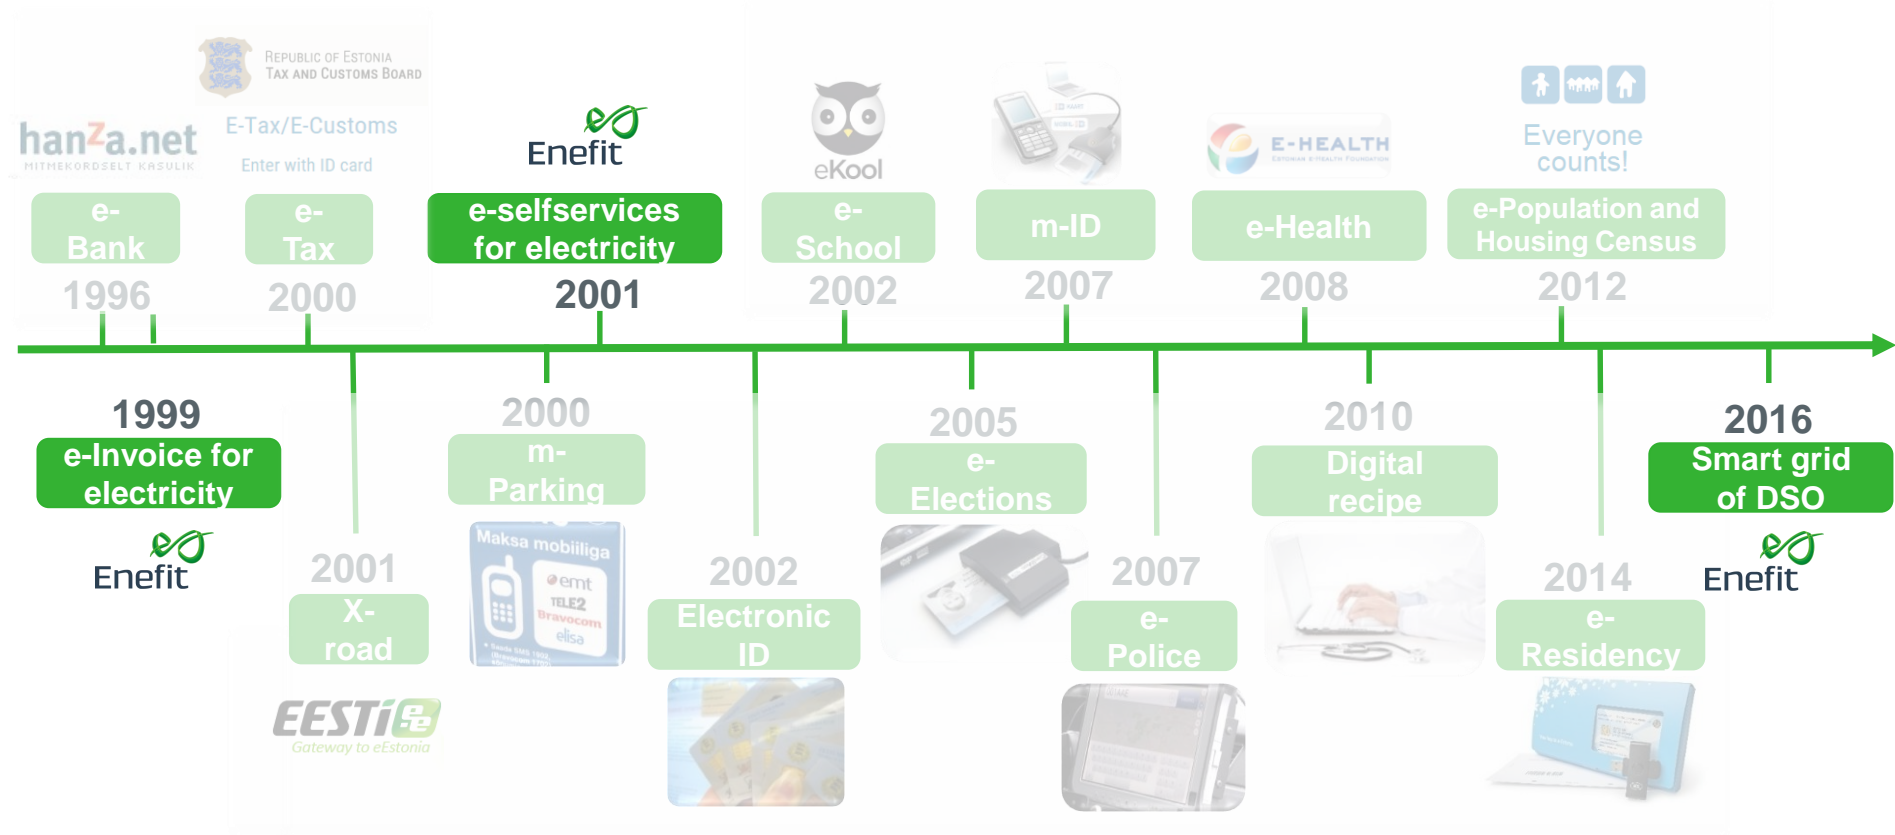 REPUBLIC OF ESTONIA
TAX AND CUSTOMS BOARD
hanza.net
MITMEKORDSELT KASULIK
E-Tax/E-Customs
Enter with ID card
Enefit
eKool
E-HEALTH
ESTONIAN E-HEALTH FOUNDATION
Everyone
counts!
e-
Bank
1996
e-
Tax
2000
e-selfservices
for electricity
2001
e-
School
2002
m-ID
2007
e-Health
2008
e-Population and
Housing Census
2012
1999
e-Invoice for
electricity
Enefit
2001
X-
road
EESTi.ee
Gateway to eEstonia
2000
m-
Parking
Maksa mobiiliga
emt
TELE2
Bravocom
elisa
2002
Electronic
ID
2005
e-
Elections
2007
e-
Police
2010
Digital
recipe
2014
e-
Residency
2016
Smart grid
of DSO
Enefit